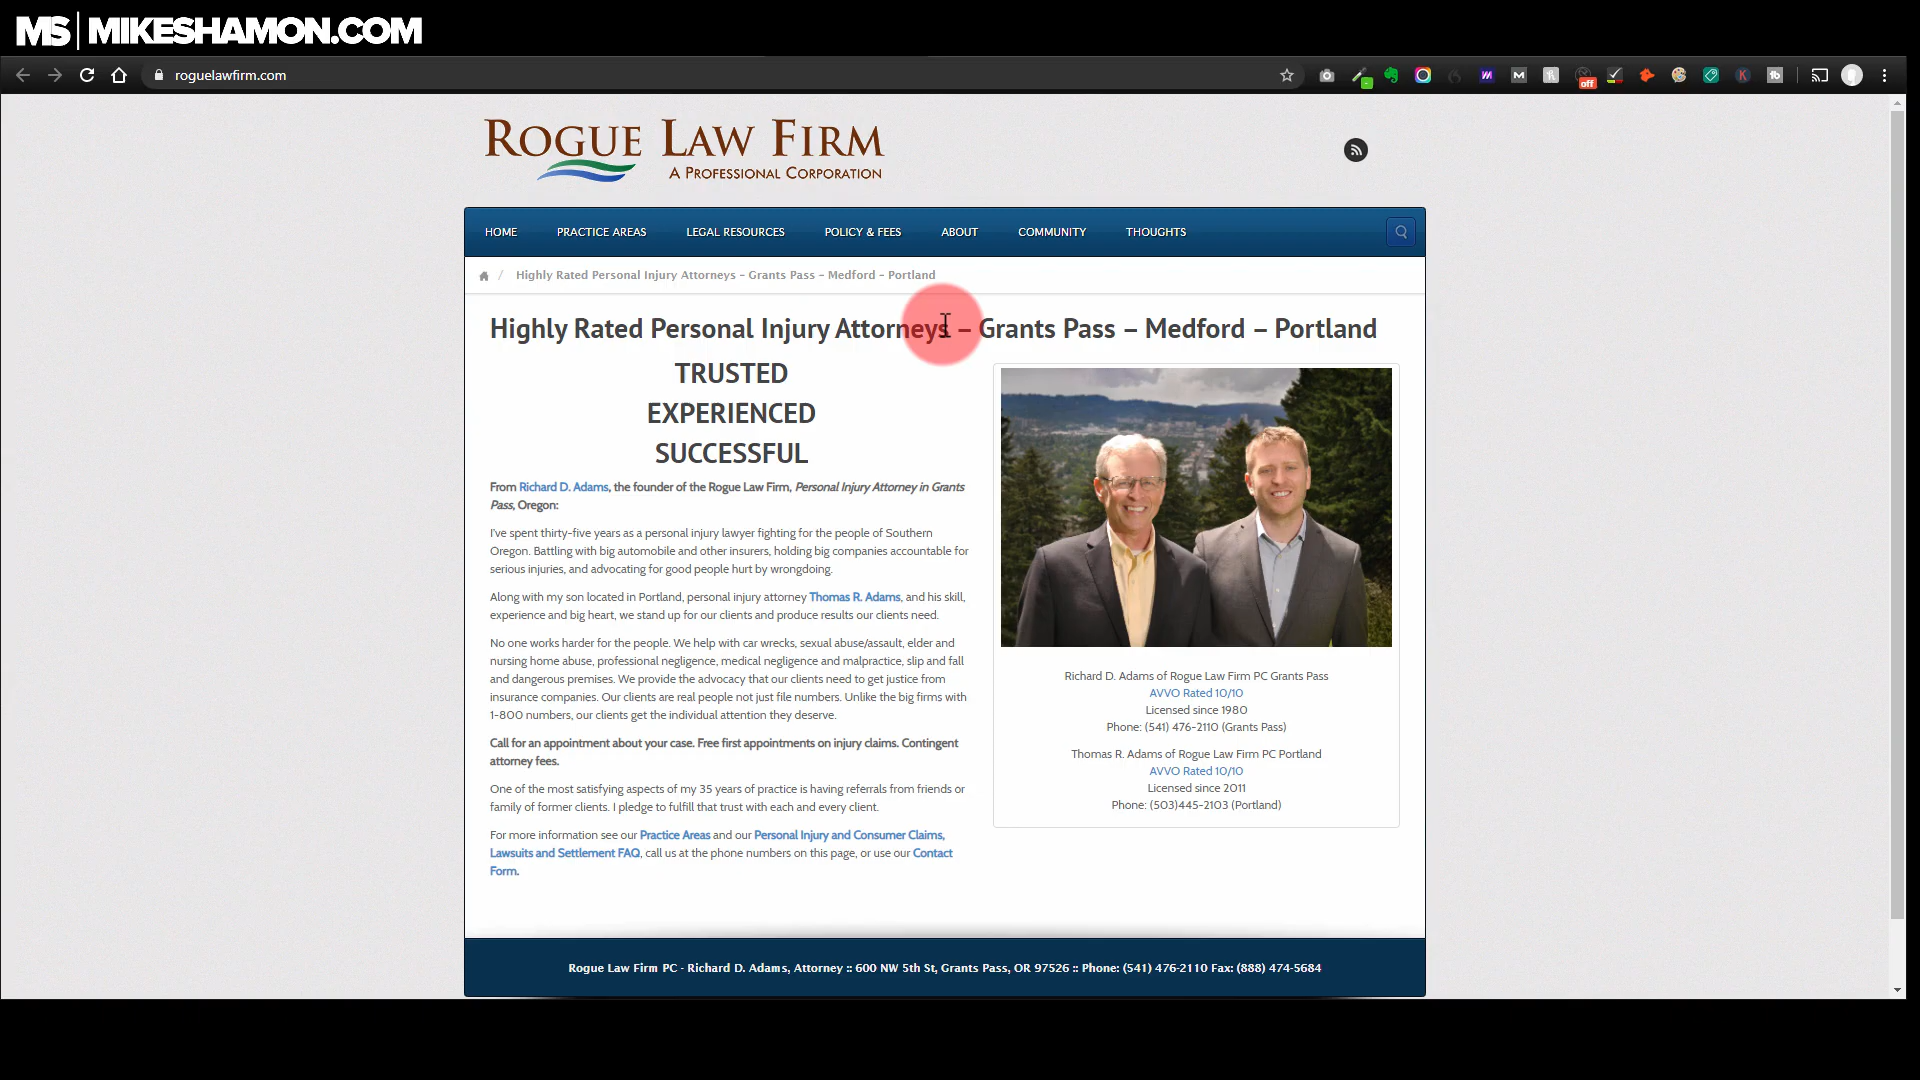 MS | MIKESHAMON.COM
roguelawfirm.com
off
ROGUE LAW FIRM
A PROFESSIONAL CORPORATION
HOME PRACTICE AREAS LEGAL RESOURCES POLICY & FEES ABOUT COMMUNITY THOUGHTS
/ Highly Rated Personal Injury Attorneys – Grants Pass – Medford – Portland
Highly Rated Personal Injury Attorneys – Grants Pass – Medford – Portland
TRUSTED
EXPERIENCED
SUCCESSFUL
From Richard D. Adams, the founder of the Rogue Law Firm, Personal Injury Attorney in Grants
Pass, Oregon:
I've spent thirty-five years as a personal injury lawyer fighting for the people of Southern
Oregon. Battling with big automobile and other insurers, holding big companies accountable for
serious injuries, and advocating for good people hurt by wrongdoing.
Along with my son located in Portland, personal injury attorney Thomas R. Adams, and his skill,
experience and big heart, we stand up for our clients and produce results our clients need.
No one works harder for the people. We help with car wrecks, sexual abuse/assault, elder and
nursing home abuse, professional negligence, medical negligence and malpractice, slip and fall
and dangerous premises. We provide the advocacy that our clients need to get justice from
insurance companies. Our clients are real people not just file numbers. Unlike the big firms with
1-800 numbers, our clients get the individual attention they deserve.
Call for an appointment about your case. Free first appointments on injury claims. Contingent
attorney fees.
One of the most satisfying aspects of my 35 years of practice is having referrals from friends or
family of former clients. I pledge to fulfill that trust with each and every client.
For more information see our Practice Areas and our Personal Injury and Consumer Claims,
Lawsuits and Settlement FAQ, call us at the phone numbers on this page, or use our Contact
Form.
Richard D. Adams of Rogue Law Firm PC Grants Pass
AVVO Rated 10/10
Licensed since 1980
Phone: (541) 476-2110 (Grants Pass)
Thomas R. Adams of Rogue Law Firm PC Portland
AVVO Rated 10/10
Licensed since 2011
Phone: (503)445-2103 (Portland)
Rogue Law Firm PC - Richard D. Adams, Attorney :: 600 NW 5th St, Grants Pass, OR 97526 :: Phone: (541) 476-2110 Fax: (888) 474-5684